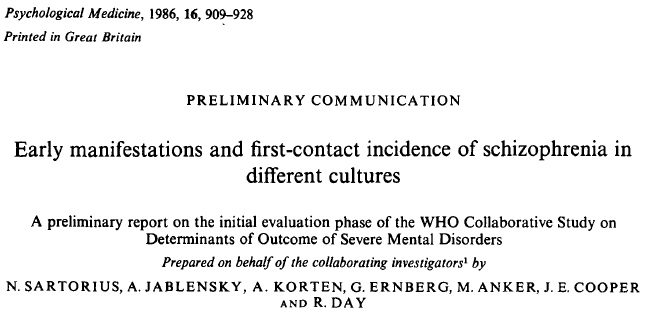 Psychological Medicine, 1986, 16, 909–928
Printed in Great Britain
PRELIMINARY COMMUNICATION
Early manifestations and first-contact incidence of schizophrenia in
different cultures
A preliminary report on the initial evaluation phase of the WHO Collaborative Study on
Determinants of Outcome of Severe Mental Disorders
Prepared on behalf of the collaborating investigators¹ by
N. SARTORIUS, A. JABLENSKY, A. KORTEN, G. ERNBERG, M. ANKER, J. E. COOPER
AND R. DAY